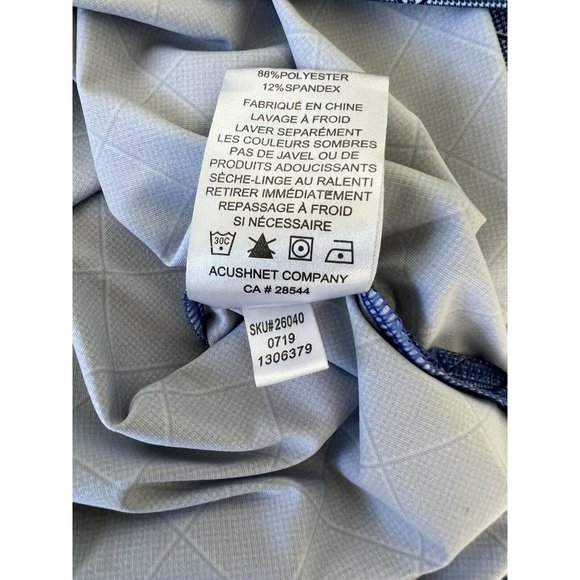 88%POLYESTER
12%SPANDEX
FABRIQUÉ EN CHINE
LAVAGE À FROID
LAVER SEPARÉMENT
LES COULEURS SOMBRES
PAS DE JAVEL OU DE
PRODUITS ADOUCISSANTS
SÈCHE-LINGE AU RALENTI
RETIRER IMMÉDIATEMENT
REPASSAGE À FROID
SI NÉCESSAIRE
30C
ACUSHNET COMPANY
CA # 28544
SKU#26040
0719
1306379